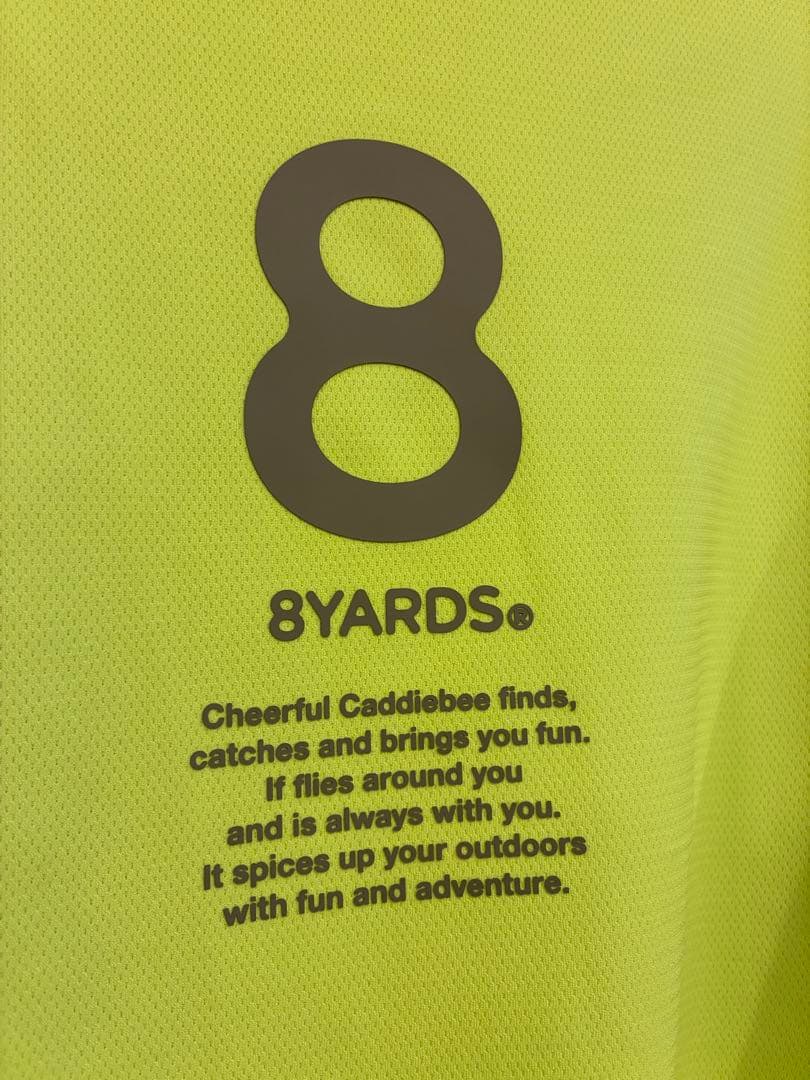 8
8YARDS®
Cheerful Caddiebee finds,
catches and brings you fun.
If flies around you
and is always with you.
It spices up your outdoors
with fun and adventure.